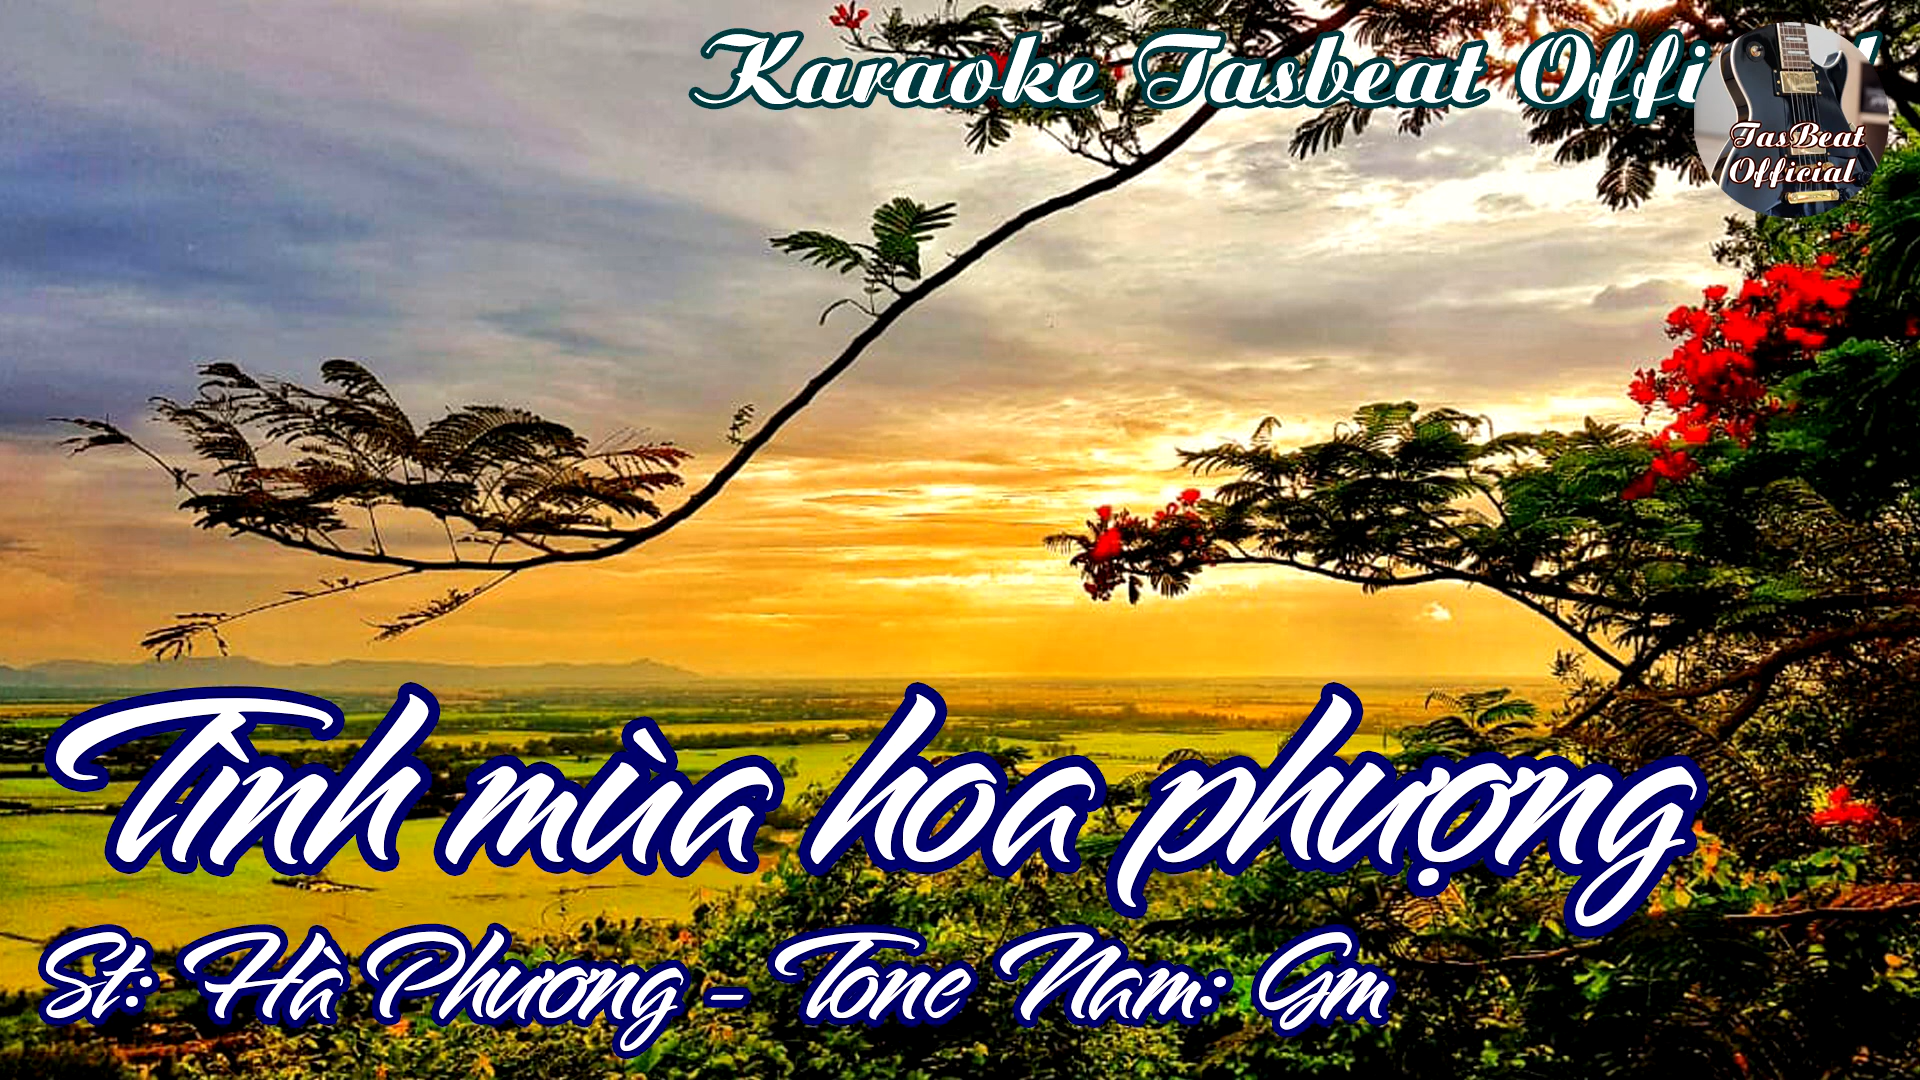 Karaoke Tasbeat Offi
TasBeat
Official
Tình mùa hoa phượng
St: Hà Phương - Tone Nam: Gm